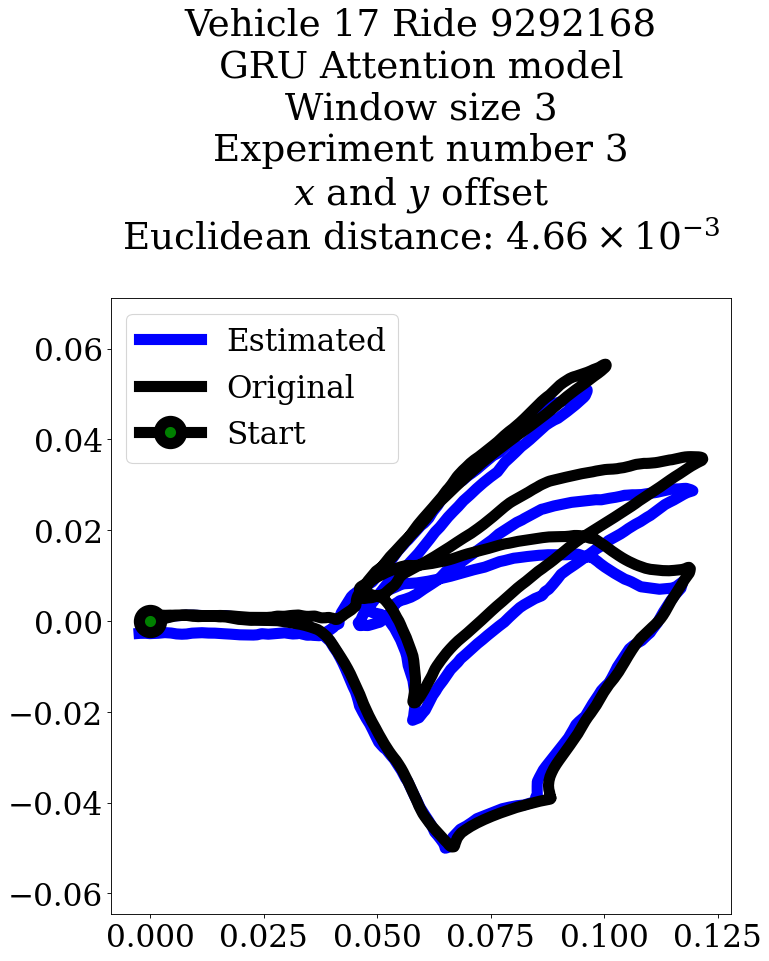 Vehicle 17 Ride 9292168
GRU Attention model
Window size 3
Experiment number 3
x and y offset
Euclidean distance: 4.66 × 10⁻³
Estimated
Original
Start
0.06
0.04
0.02
0.00
−0.02
−0.04
−0.06
0.000 0.025 0.050 0.075 0.100 0.125